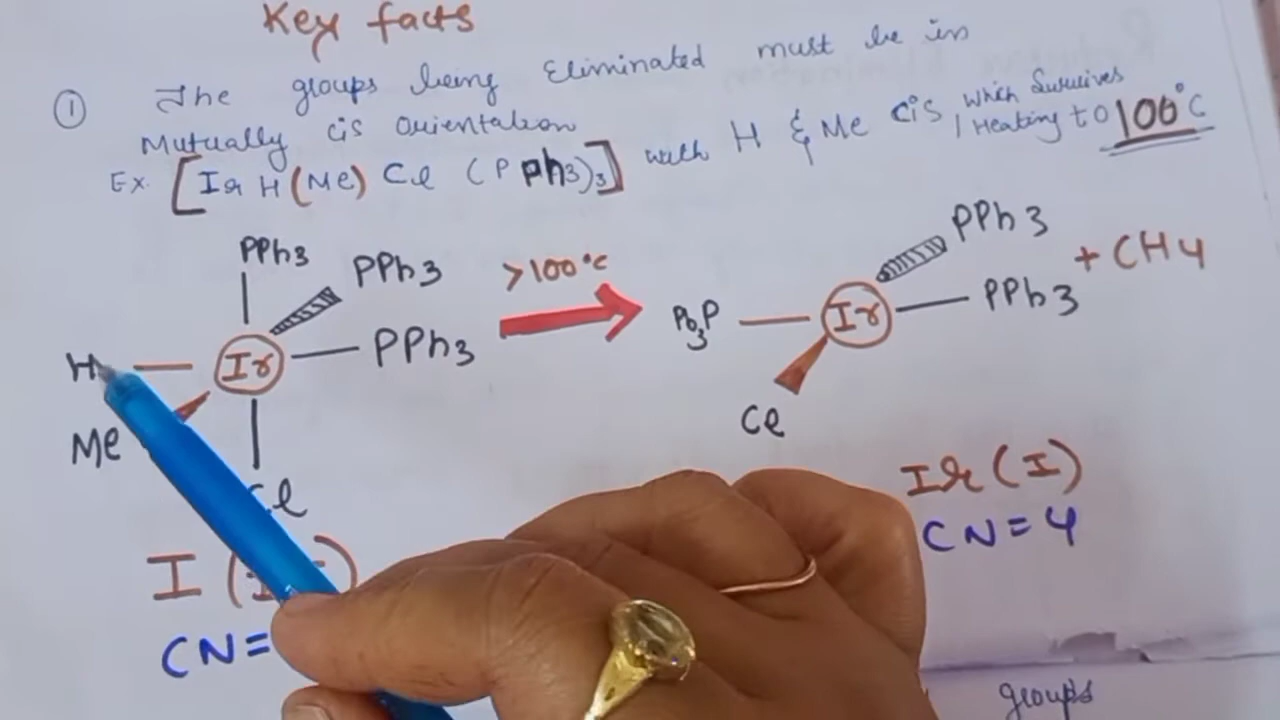 Key facts
① The groups being Eliminated must be in
Mutually cis Orientation
Ex. [Ir H (Me) Cl (PPh3)3] with H & Me cis, which Survives Heating to 100°C
PPh3
PPh3
H Ir PPh3
Me
Cl
>100°C
PPh3
Ph3P Ir PPh3 + CH4
Cl
Ir (I)
CN = 4
CN =
groups